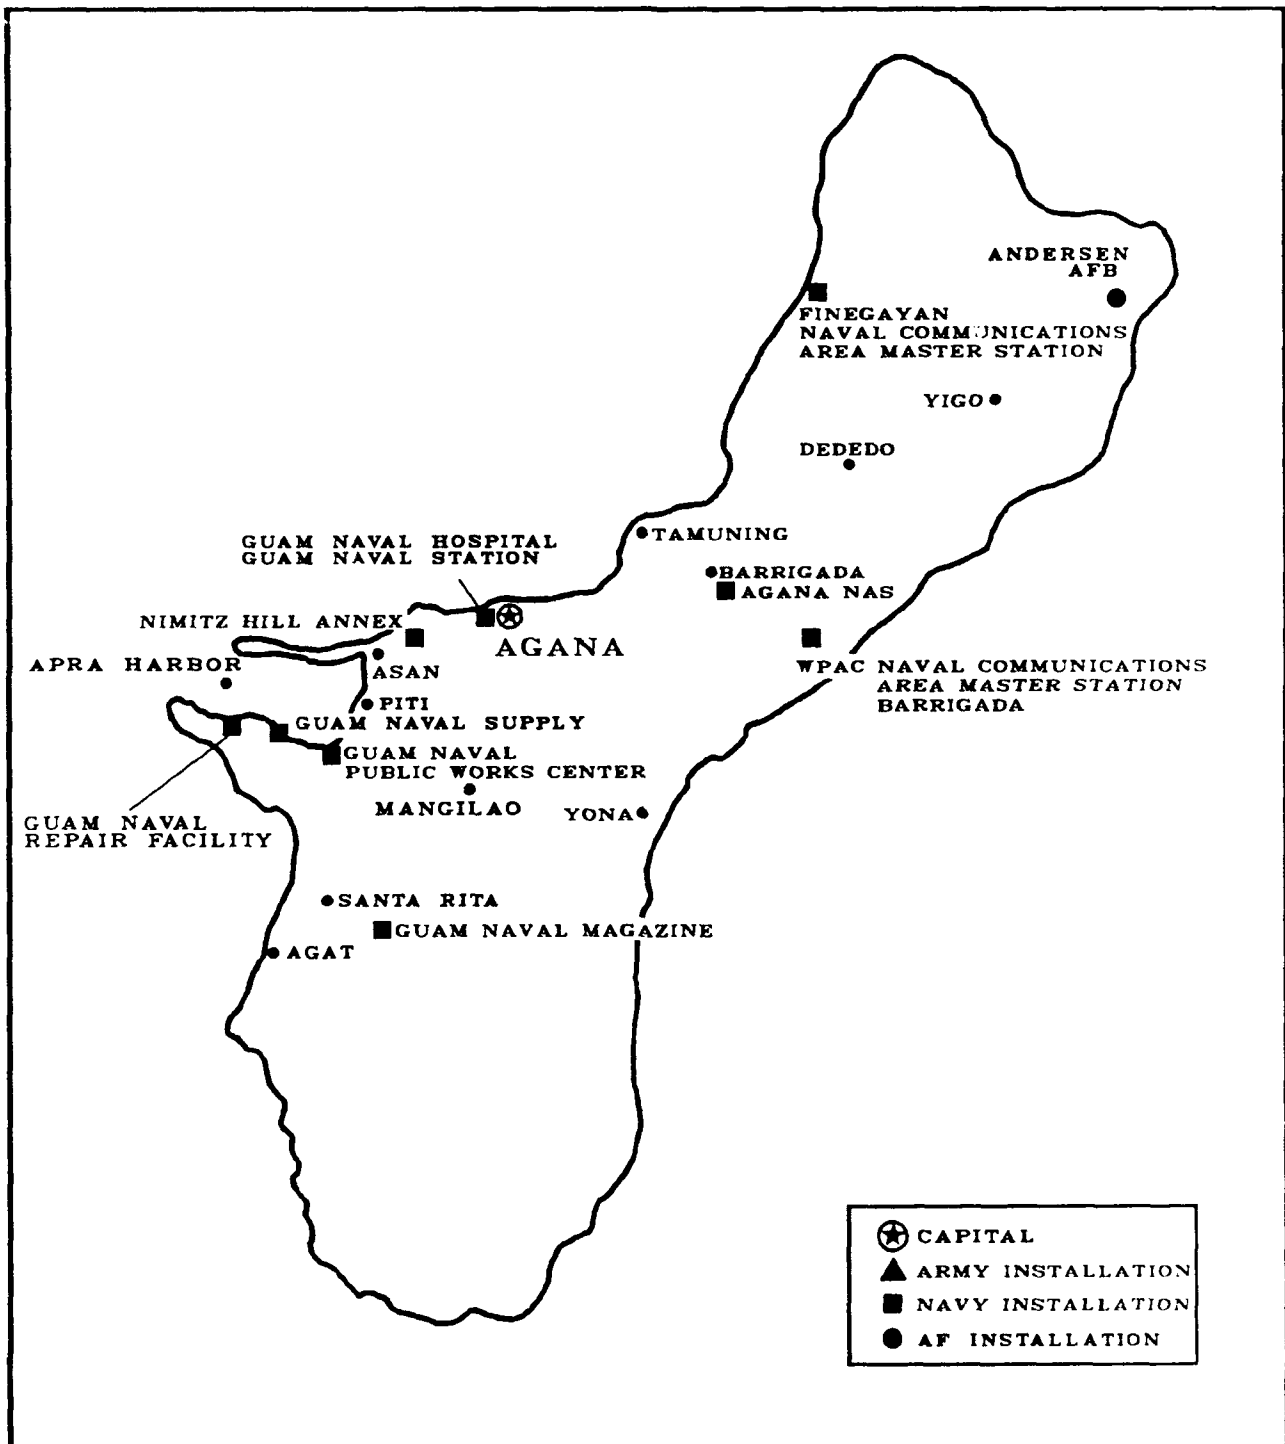 ANDERSEN
AFB
FINEGAYAN
NAVAL COMMUNICATIONS
AREA MASTER STATION
YIGO
DEDEDO
TAMUNING
GUAM NAVAL HOSPITAL
GUAM NAVAL STATION
BARRIGADA
AGANA NAS
NIMITZ HILL ANNEX
AGANA
APRA HARBOR
ASAN
WPAC NAVAL COMMUNICATIONS
AREA MASTER STATION
BARRIGADA
PITI
GUAM NAVAL SUPPLY
GUAM NAVAL
PUBLIC WORKS CENTER
MANGILAO
YONA
GUAM NAVAL
REPAIR FACILITY
SANTA RITA
GUAM NAVAL MAGAZINE
AGAT
CAPITAL
ARMY INSTALLATION
NAVY INSTALLATION
AF INSTALLATION